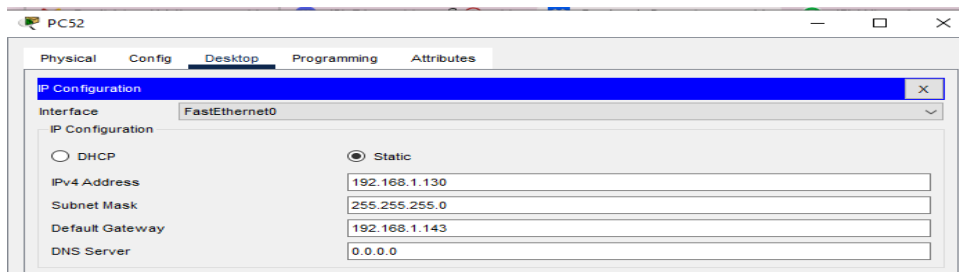 PC52
Physical Config Desktop Programming Attributes
IP Configuration X
Interface FastEthernet0
IP Configuration
DHCP Static
IPv4 Address 192.168.1.130
Subnet Mask 255.255.255.0
Default Gateway 192.168.1.143
DNS Server 0.0.0.0